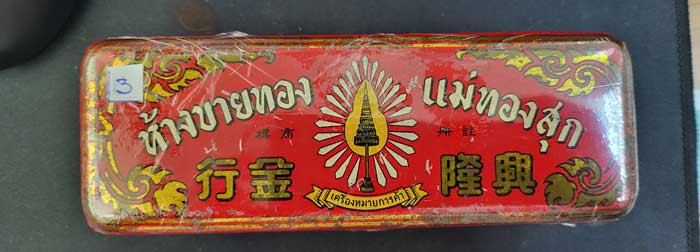 3
ห้างขายทอง แม่ทองสุก
註冊商標
興隆金行
เครื่องหมายการค้า